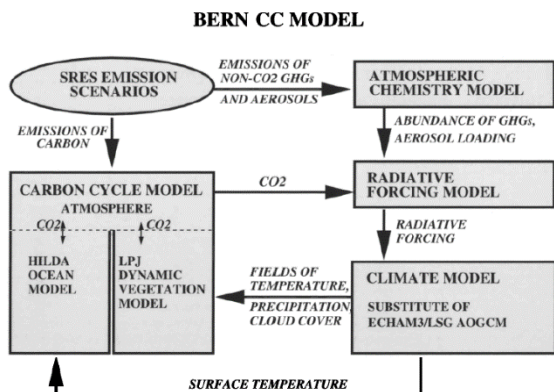 BERN CC MODEL
SRES EMISSION
SCENARIOS
EMISSIONS OF
NON-CO2 GHGs
AND AEROSOLS
ATMOSPHERIC
CHEMISTRY MODEL
EMISSIONS OF
CARBON
ABUNDANCE OF GHGs,
AEROSOL LOADING
CARBON CYCLE MODEL
ATMOSPHERE
CO2
CO2
CO2
RADIATIVE
FORCING MODEL
RADIATIVE
FORCING
HILDA
OCEAN
MODEL
LPJ
DYNAMIC
VEGETATION
MODEL
FIELDS OF
TEMPERATURE,
PRECIPITATION,
CLOUD COVER
CLIMATE MODEL
SUBSTITUTE OF
ECHAM3/LSG AOGCM
SURFACE TEMPERATURE